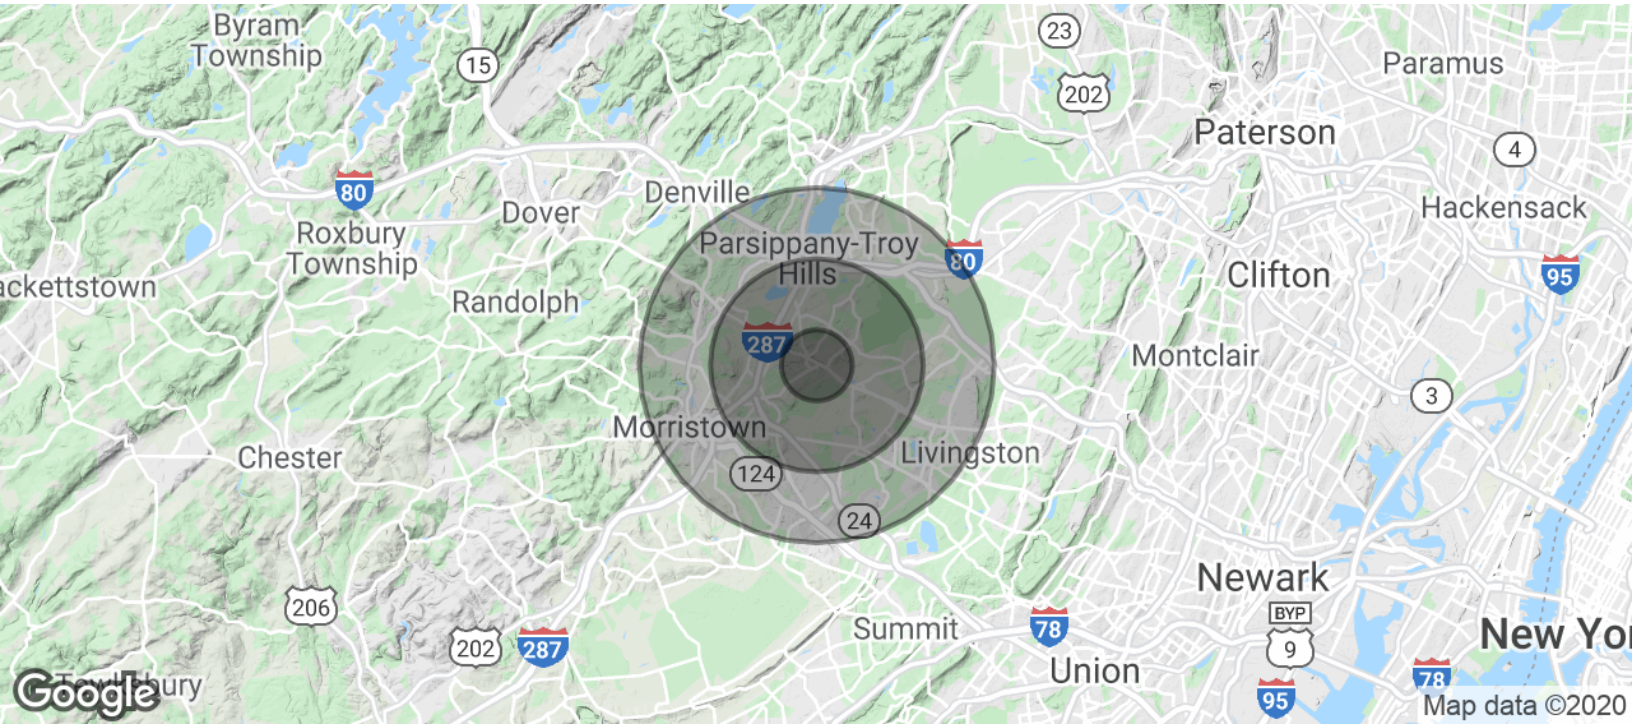 Byram
Township
15
23
202
Paramus
Paterson
4
80
Denville
Dover
Hackensack
Roxbury
Township
Parsippany-Troy
Hills
80
Clifton
95
ackettstown
Randolph
287
Montclair
3
Morristown
Chester
Livingston
124
24
Newark
206
BYP
9
Summit
78
New Yo
202
287
Union
78
95
Tewksbury
Google
Map data ©2020